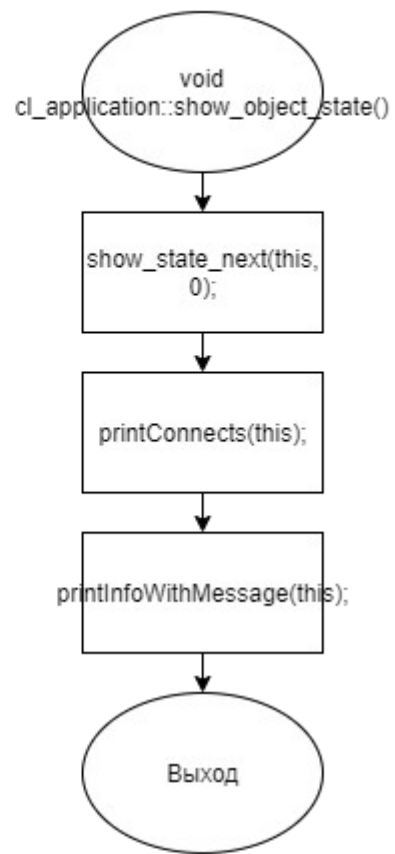 void
cl_application::show_object_state()
show_state_next(this,
0);
printConnects(this);
printInfoWithMessage(this);
Выход